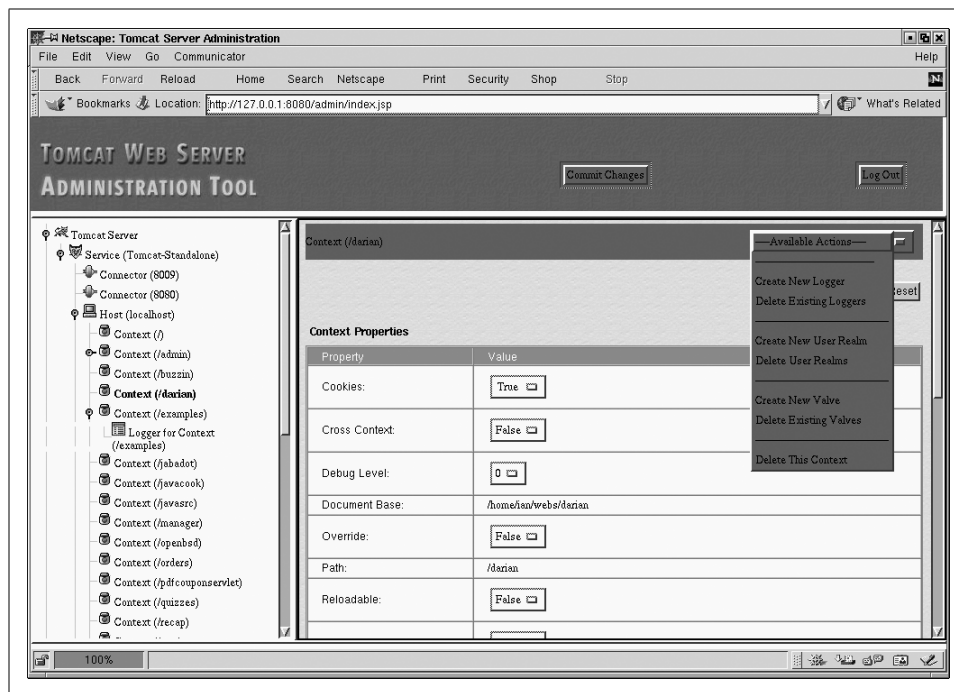 Netscape: Tomcat Server Administration
File Edit View Go Communicator Help
Back Forward Reload Home Search Netscape Print Security Shop Stop
Bookmarks Location: http://127.0.0.1:8080/admin/index.jsp What's Related
TOMCAT WEB SERVER
ADMINISTRATION TOOL
Commit Changes
Log Out
Tomcat Server
Service (Tomcat-Standalone)
Connector (8009)
Connector (8080)
Host (localhost)
Context (/)
Context (/admin)
Context (/buzzin)
Context (/darian)
Context (/examples)
Logger for Context
(/examples)
Context (/jabadot)
Context (/javacook)
Context (/javasrc)
Context (/manager)
Context (/openbsd)
Context (/orders)
Context (/pdfcouponservlet)
Context (/quizzes)
Context (/recap)
Context (/darian)
----Available Actions----
Create New Logger
Delete Existing Loggers
Create New User Realm
Delete User Realms
Create New Valve
Delete Existing Valves
Delete This Context
eset
Context Properties
Property Value
Cookies: True
Cross Context: False
Debug Level: 0
Document Base: /home/ian/webs/darian
Override: False
Path: /darian
Reloadable: False
100%